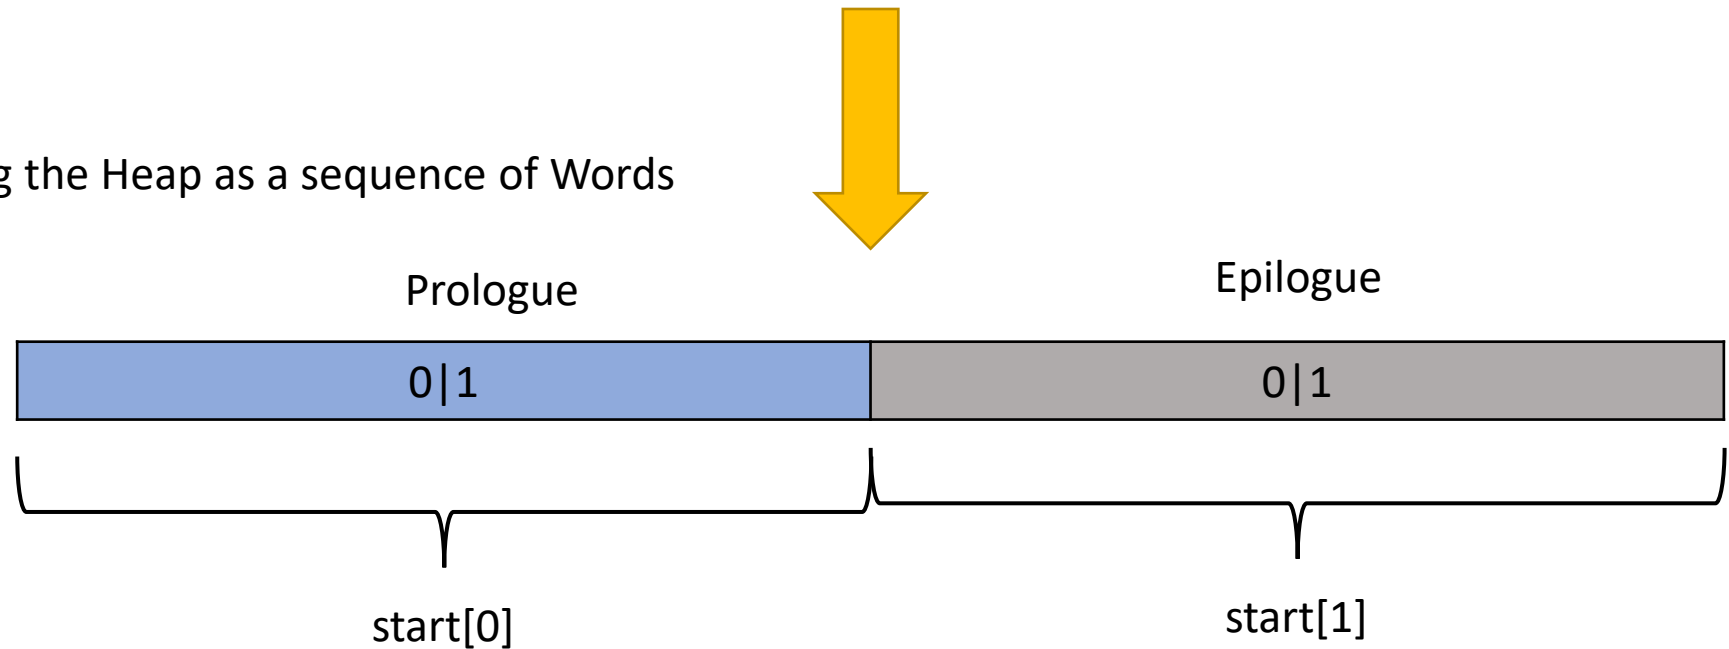 the Heap as a sequence of Words
Prologue
Epilogue
0|1
0|1
start[0]
start[1]